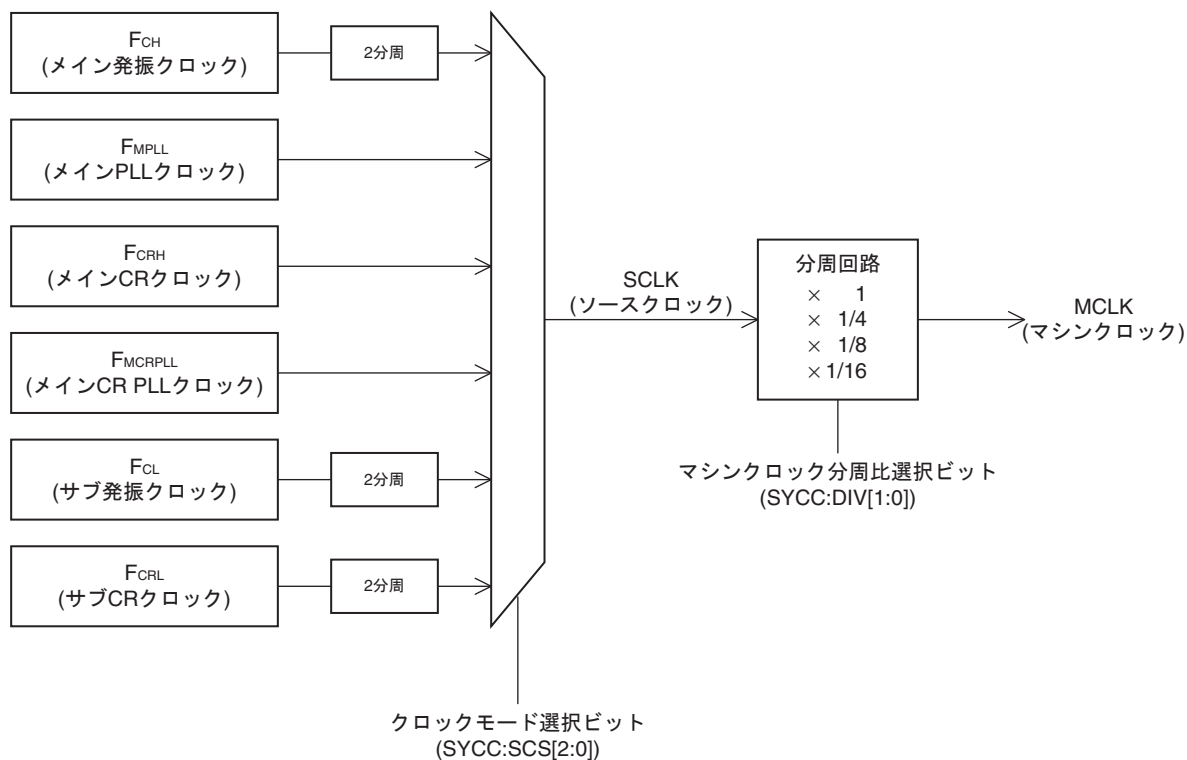 FCH
(メイン発振クロック)
2分周
FMPLL
(メインPLLクロック)
FCRH
(メインCRクロック)
FMCRPLL
(メインCR PLLクロック)
FCL
(サブ発振クロック)
2分周
FCRL
(サブCRクロック)
2分周
SCLK
(ソースクロック)
分周回路
× 1
× 1/4
× 1/8
× 1/16
MCLK
(マシンクロック)
マシンクロック分周比選択ビット
(SYCC:DIV[1:0])
クロックモード選択ビット
(SYCC:SCS[2:0])